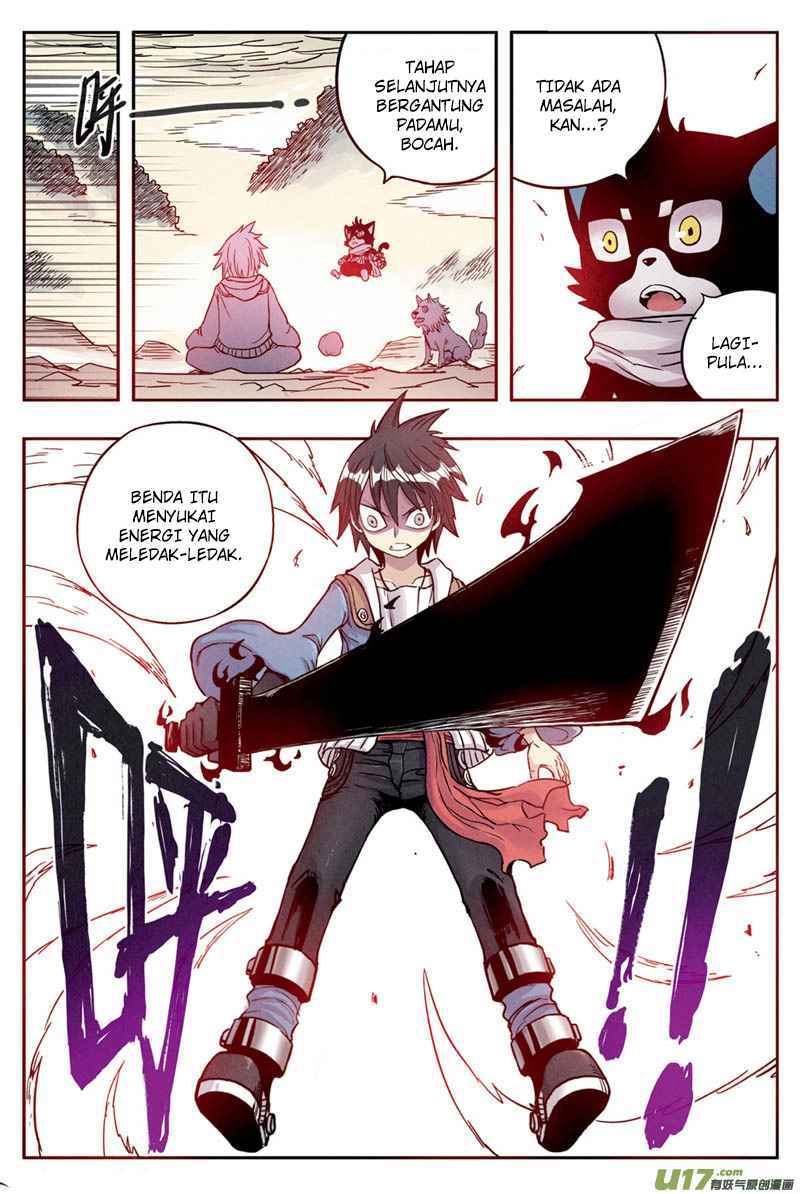 呼——
TAHAP
SELANJUTNYA
BERGANTUNG
PADAMU,
BOCAH.
TIDAK ADA
MASALAH,
KAN...?
LAGI-
PULA...
BENDA ITU
MENYUKAI
ENERGI YANG
MELEDAK-LEDAK.
!!
U17.com
有妖气原创漫画